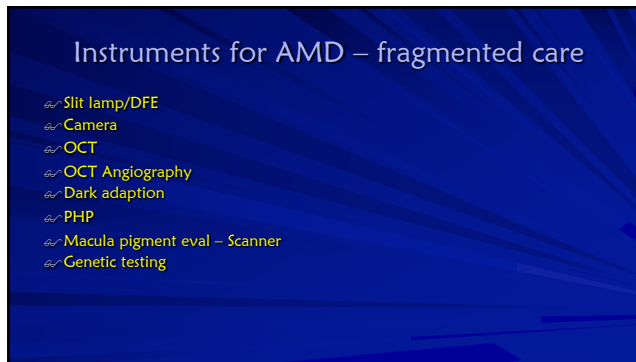 Instruments for AMD – fragmented care
Slit lamp/DFE
Camera
OCT
OCT Angiography
Dark adaption
PHP
Macula pigment eval – Scanner
Genetic testing